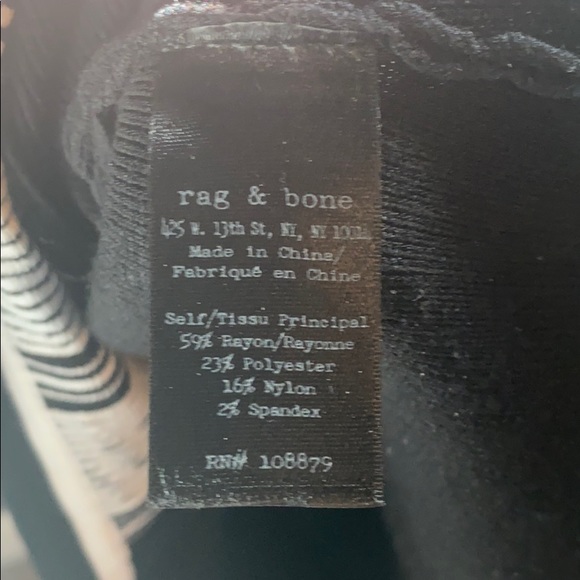 rag & bone
425 W. 13th St, NY, NY 10014
Made in China/
Fabriqué en Chine
Self/Tissu Principal
59% Rayon/Rayonne
23% Polyester
16% Nylon
2% Spandex
RN# 108879